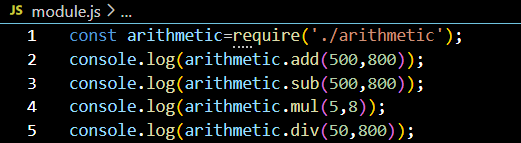 module.js > ...
1 const arithmetic=require('./arithmetic');
2 console.log(arithmetic.add(500,800));
3 console.log(arithmetic.sub(500,800));
4 console.log(arithmetic.mul(5,8));
5 console.log(arithmetic.div(50,800));